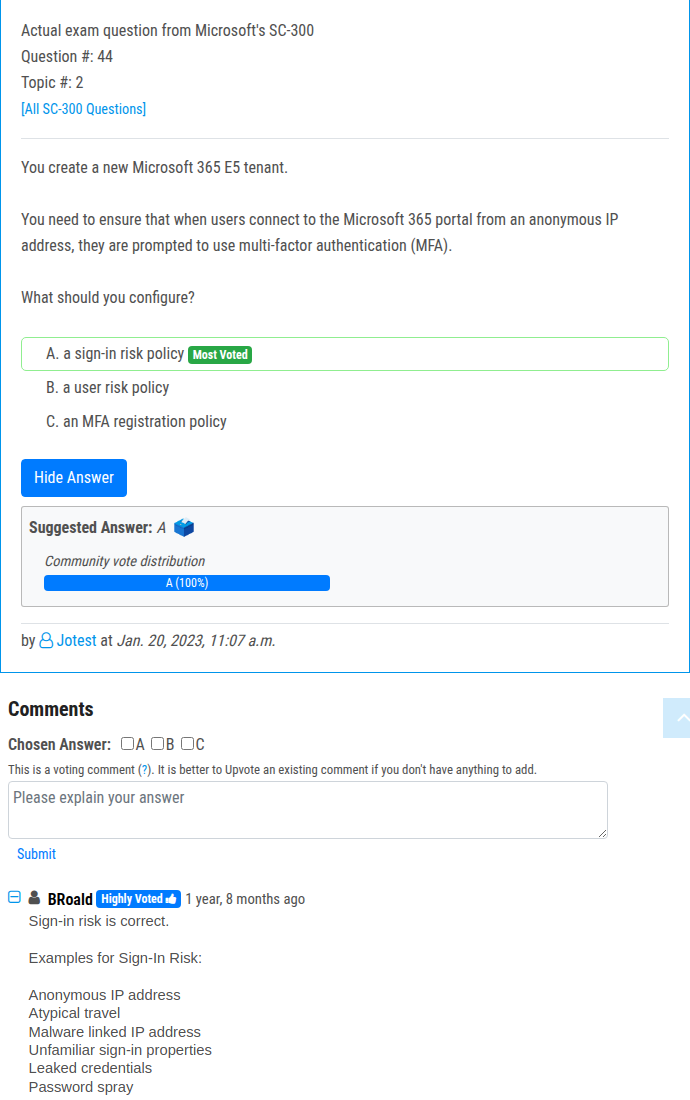 Actual exam question from Microsoft's SC-300
Question #: 44
Topic #: 2
[All SC-300 Questions]
You create a new Microsoft 365 E5 tenant.
You need to ensure that when users connect to the Microsoft 365 portal from an anonymous IP
address, they are prompted to use multi-factor authentication (MFA).
What should you configure?
A. a sign-in risk policy Most Voted
B. a user risk policy
C. an MFA registration policy
Hide Answer
Suggested Answer: A
Community vote distribution
A (100%)
by Jotest at Jan. 20, 2023, 11:07 a.m.
Comments
Chosen Answer: A B C
This is a voting comment (?). It is better to Upvote an existing comment if you don't have anything to add.
Please explain your answer
Submit
BRoald Highly Voted 1 year, 8 months ago
Sign-in risk is correct.
Examples for Sign-In Risk:
Anonymous IP address
Atypical travel
Malware linked IP address
Unfamiliar sign-in properties
Leaked credentials
Password spray